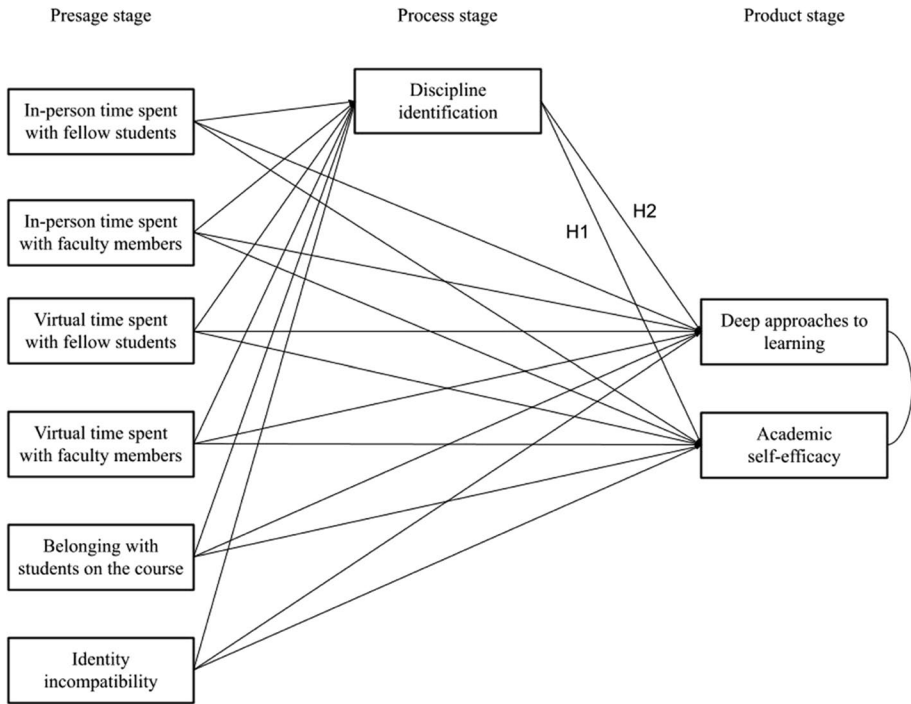 Presage stage
Process stage
Product stage
In-person time spent
with fellow students
In-person time spent
with faculty members
Virtual time spent
with fellow students
Virtual time spent
with faculty members
Belonging with
students on the course
Identity
incompatibility
Discipline
identification
H1
H2
Deep approaches to
learning
Academic
self-efficacy